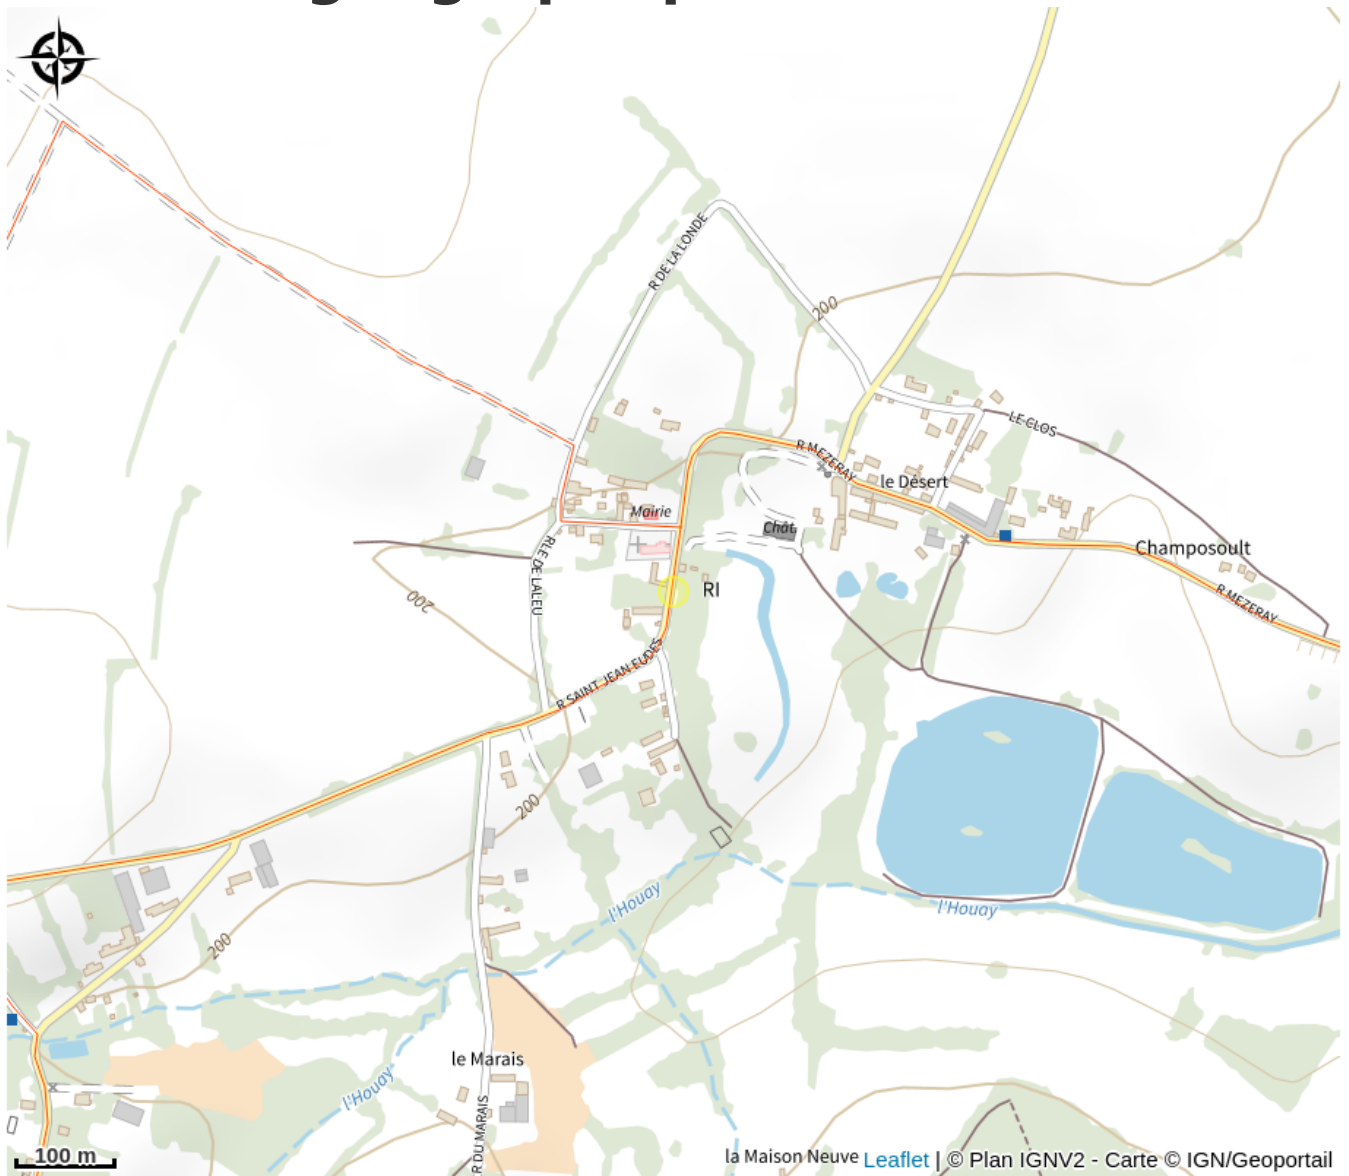 R DE LA LONDE
200
LE CLOS
R MEZERAY
le Désert
Mairie
Chât.
Champosoult
RLE DE LALEU
RI
200
R MEZERAY
R SAINT JEAN EUDES
200
l'Houay
l'Houay
200
le Marais
l'Houay
R DU MARAIS
100 m
la Maison Neuve
Leaflet | © Plan IGNV2 - Carte © IGN/Geoportail